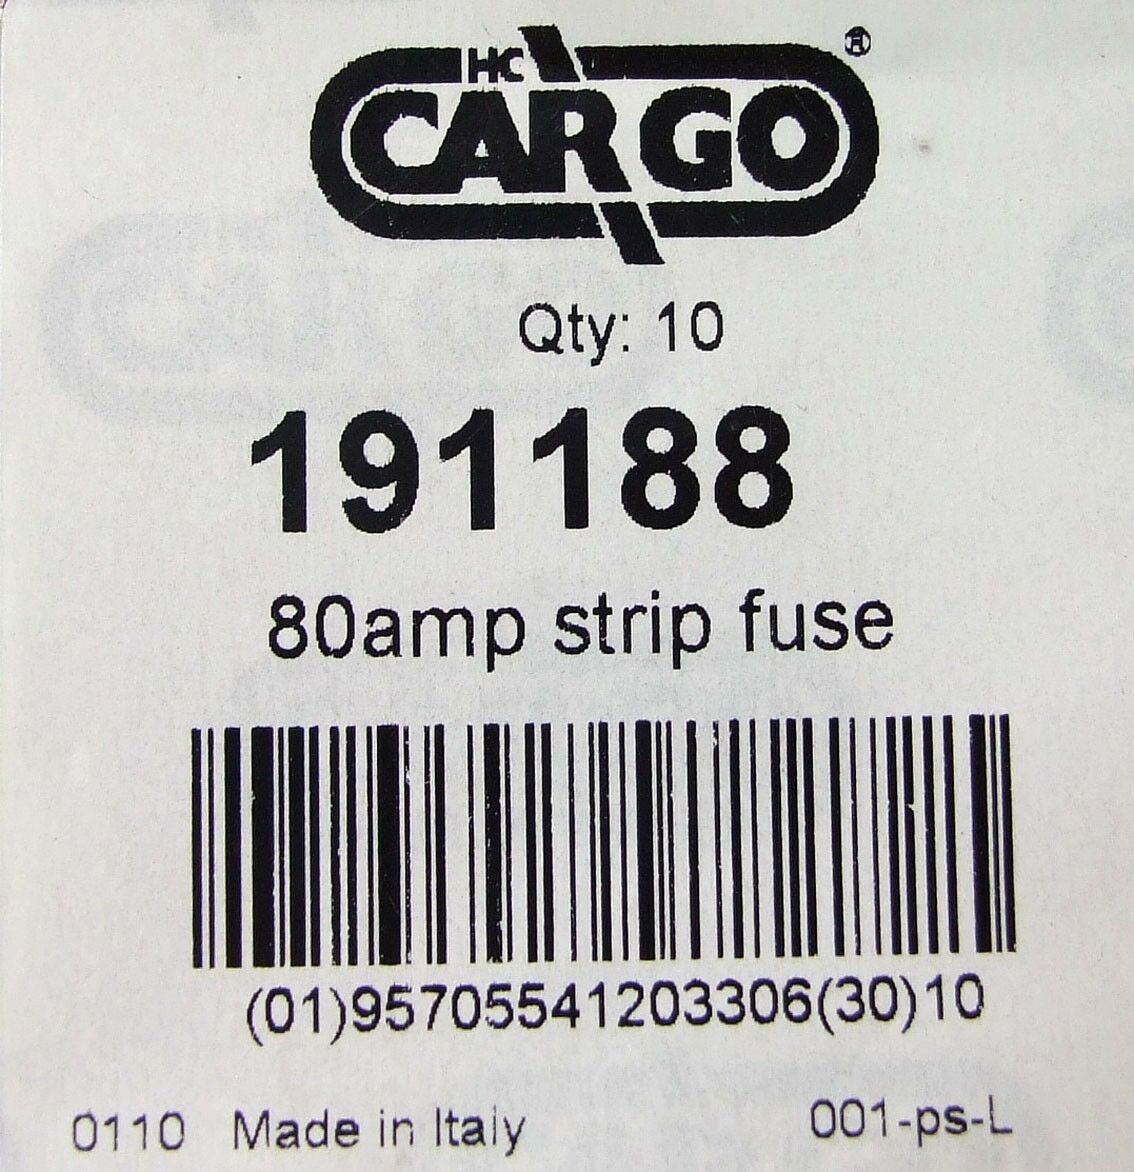 HC
CARGO®
Qty: 10
191188
80amp strip fuse
(01)95705541203306(30)10
0110 Made in Italy 001-ps-L